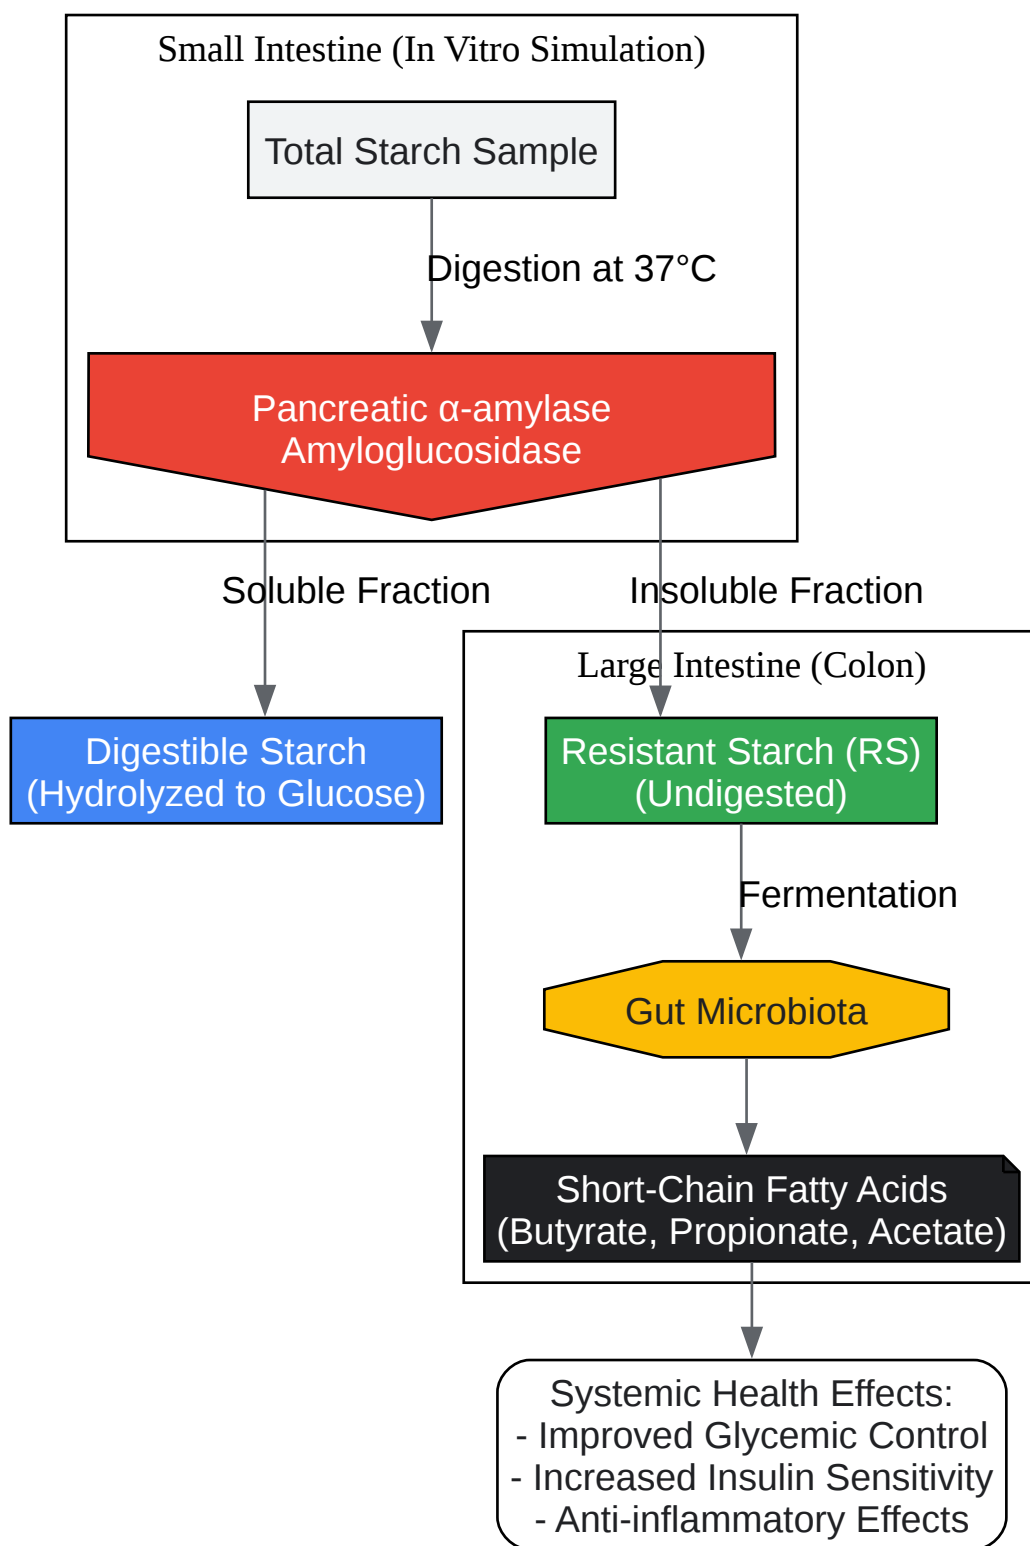 Small Intestine (In Vitro Simulation)
Total Starch Sample
Digestion at 37°C
Pancreatic α-amylase
Amyloglucosidase
Soluble Fraction
Insoluble Fraction
Large Intestine (Colon)
Digestible Starch
(Hydrolyzed to Glucose)
Resistant Starch (RS)
(Undigested)
Fermentation
Gut Microbiota
Short-Chain Fatty Acids
(Butyrate, Propionate, Acetate)
Systemic Health Effects:
- Improved Glycemic Control
- Increased Insulin Sensitivity
- Anti-inflammatory Effects